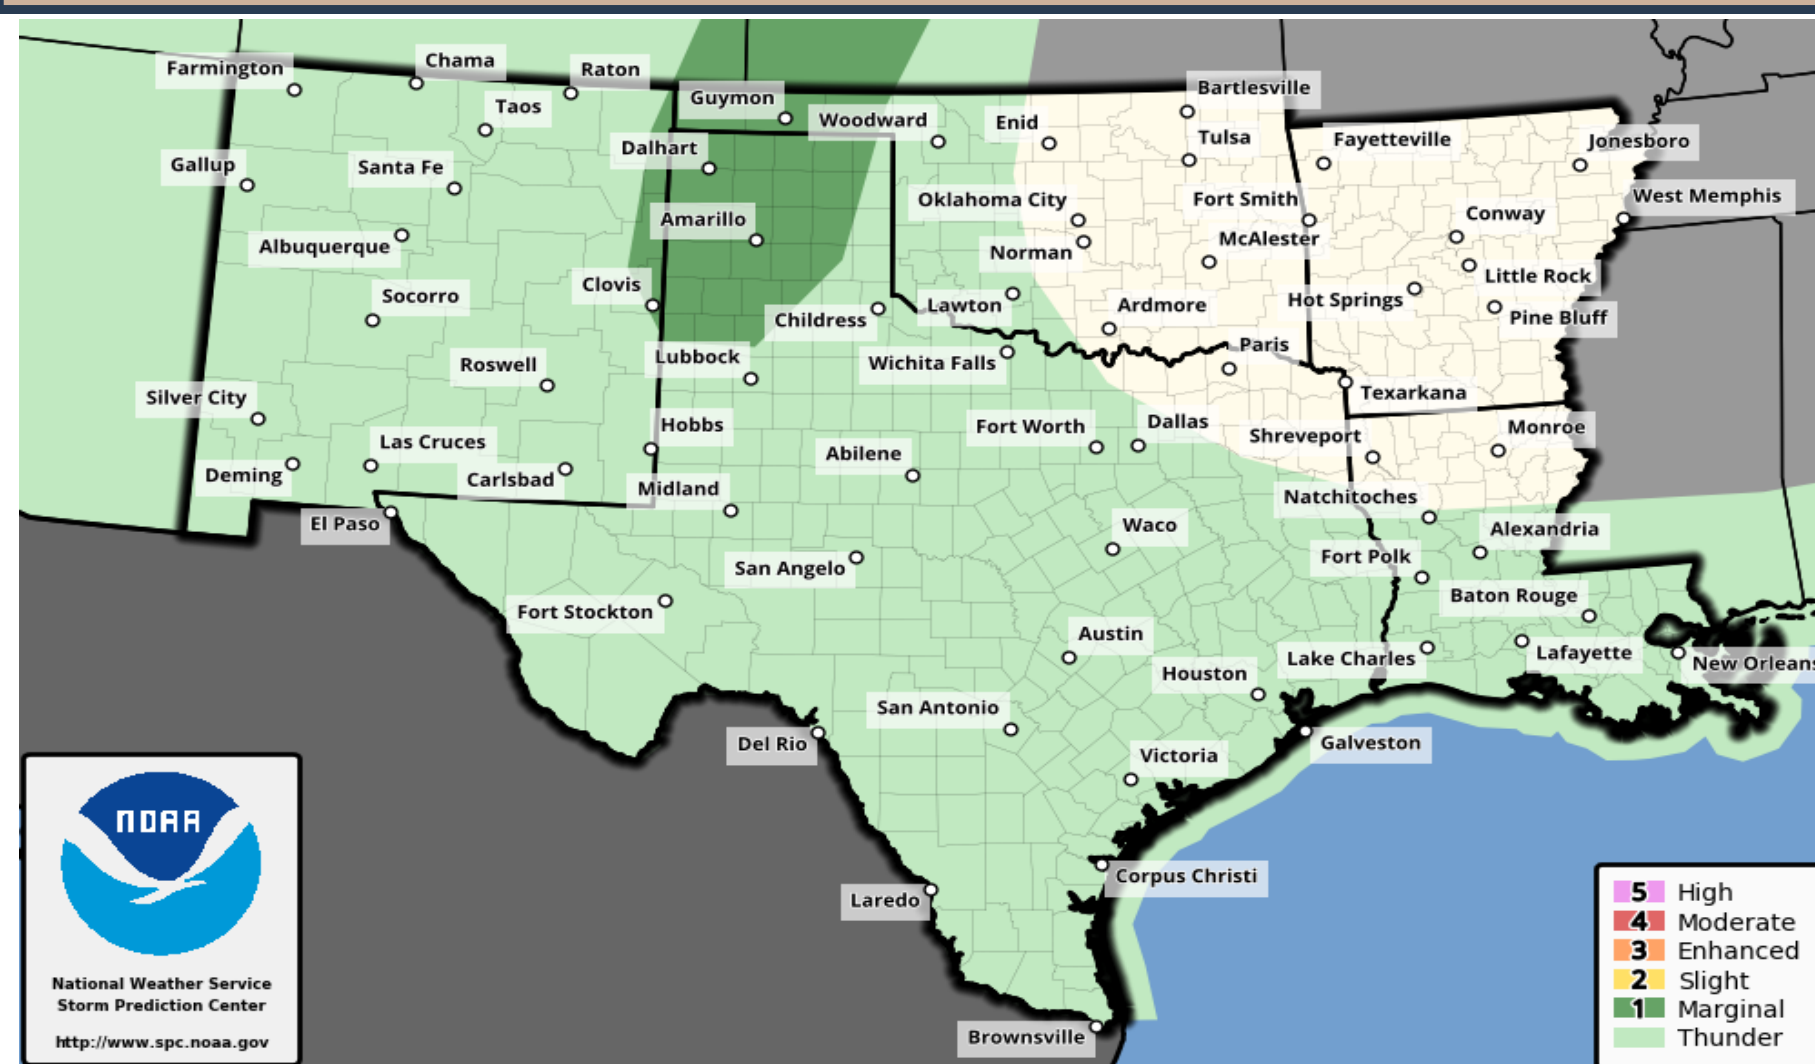 Farmington
Chama
Raton
Taos
Guymon
Woodward
Enid
Bartlesville
Tulsa
Fayetteville
Jonesboro
Gallup
Santa Fe
Dalhart
Oklahoma City
Fort Smith
West Memphis
Conway
Albuquerque
Amarillo
Norman
McAlester
Little Rock
Socorro
Clovis
Childress
Lawton
Ardmore
Hot Springs
Pine Bluff
Roswell
Lubbock
Wichita Falls
Paris
Texarkana
Silver City
Hobbs
Fort Worth
Dallas
Shreveport
Monroe
Las Cruces
Deming
Carlsbad
Midland
Abilene
Natchitoches
El Paso
Waco
Alexandria
San Angelo
Fort Polk
Fort Stockton
Baton Rouge
Austin
Lake Charles
Lafayette
New Orleans
Houston
San Antonio
Del Rio
Galveston
Victoria
Laredo
Corpus Christi
Brownsville
NOAA
National Weather Service
Storm Prediction Center
http://www.spc.noaa.gov
5 High
4 Moderate
3 Enhanced
2 Slight
1 Marginal
Thunder